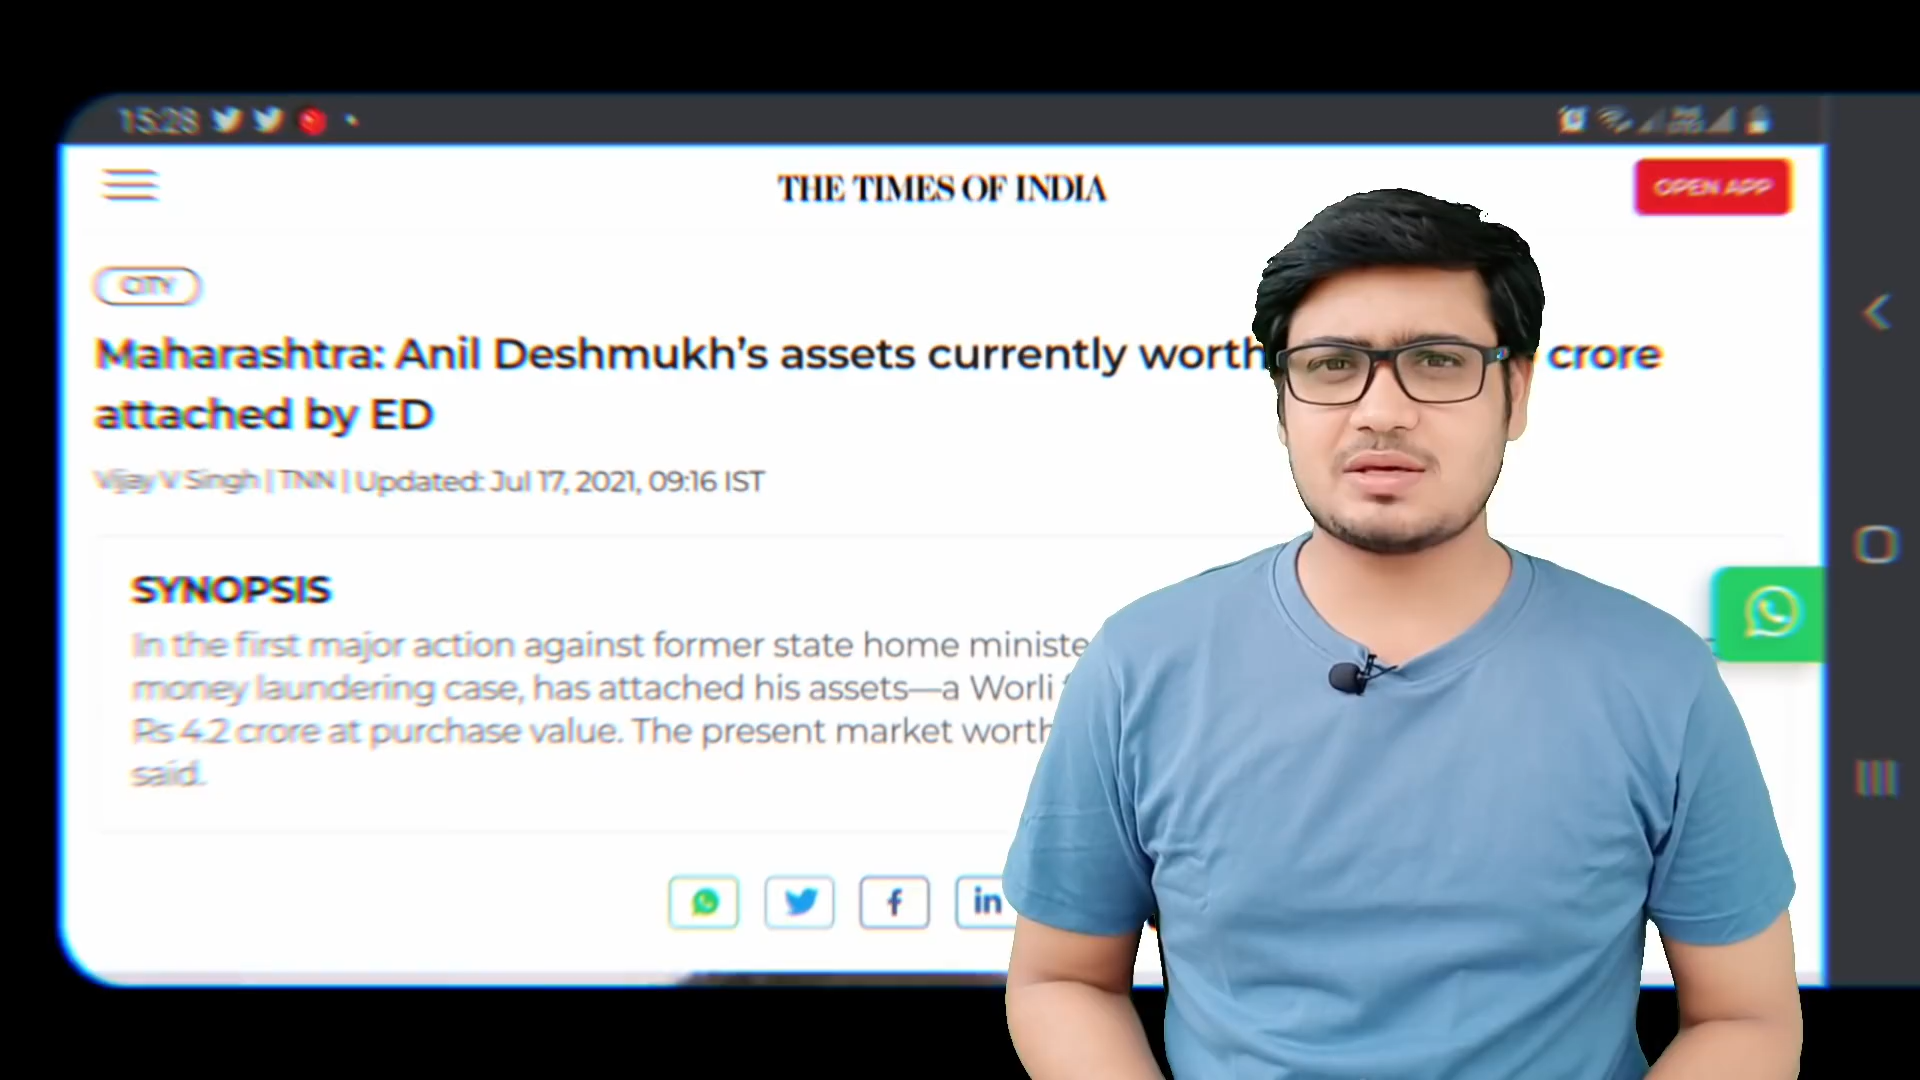 15:28
THE TIMES OF INDIA
OPEN APP
CITY
Maharashtra: Anil Deshmukh's assets currently worth crore
attached by ED
Vijay V Singh | TNN | Updated: Jul 17, 2021, 09:16 IST
SYNOPSIS
In the first major action against former state home
money laundering case, has attached his assets—a Worli
Rs 4.2 crore at purchase value. The present market worth
said.
f in